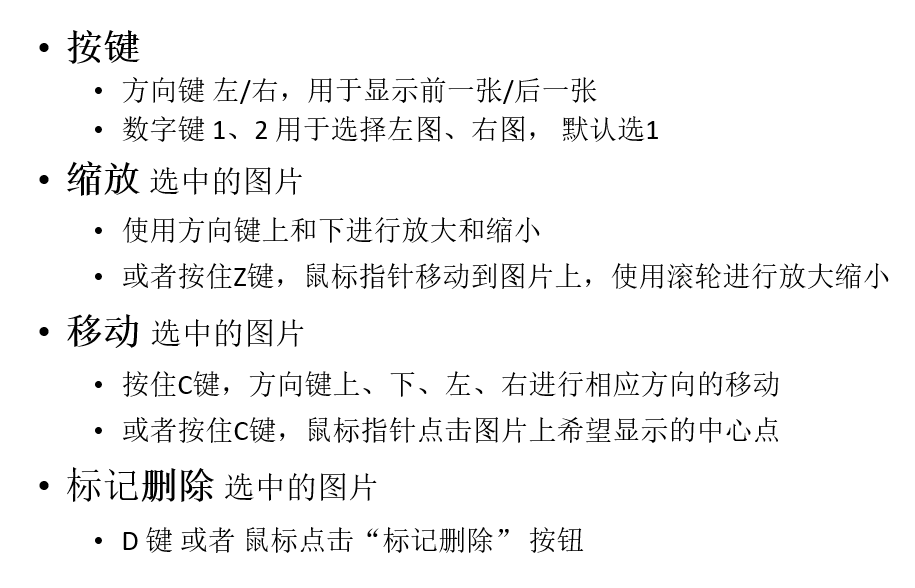 • 按键
• 方向键 左/右，用于显示前一张/后一张
• 数字键 1、2 用于选择左图、右图， 默认选1
• 缩放 选中的图片
• 使用方向键上和下进行放大和缩小
• 或者按住Z键，鼠标指针移动到图片上，使用滚轮进行放大缩小
• 移动 选中的图片
• 按住C键，方向键上、下、左、右进行相应方向的移动
• 或者按住C键，鼠标指针点击图片上希望显示的中心点
• 标记删除 选中的图片
• D 键 或者 鼠标点击“标记删除” 按钮